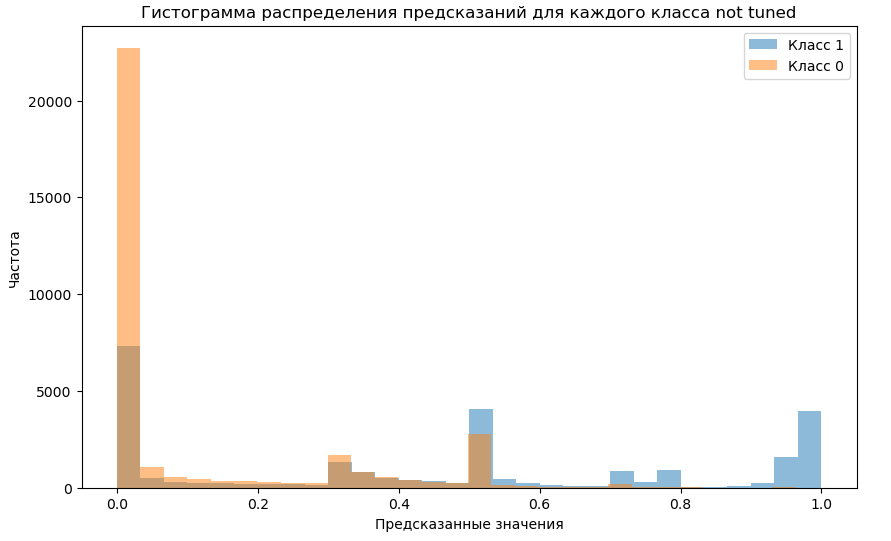 Гистограмма распределения предсказаний для каждого класса not tuned
Класс 1
Класс 0
Частота
20000
15000
10000
5000
0
0.0 0.2 0.4 0.6 0.8 1.0
Предсказанные значения